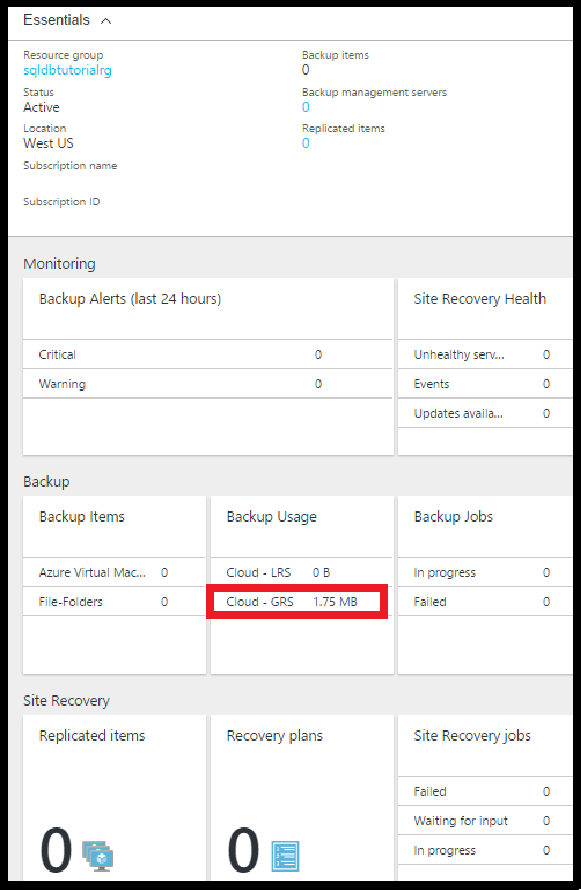 Essentials
Resource group
sqldbtutorialrg
Backup items
0
Status
Active
Backup management servers
0
Location
West US
Replicated items
0
Subscription name
Subscription ID
Monitoring
Backup Alerts (last 24 hours)
Critical 0
Warning 0
Site Recovery Health
Unhealthy serv... 0
Events 0
Updates availa... 0
Backup
Backup Items
Azure Virtual Mac... 0
File-Folders 0
Backup Usage
Cloud - LRS 0 B
Cloud - GRS 1.75 MB
Backup Jobs
In progress 0
Failed 0
Site Recovery
Replicated items
0
Recovery plans
0
Site Recovery jobs
Failed 0
Waiting for input 0
In progress 0